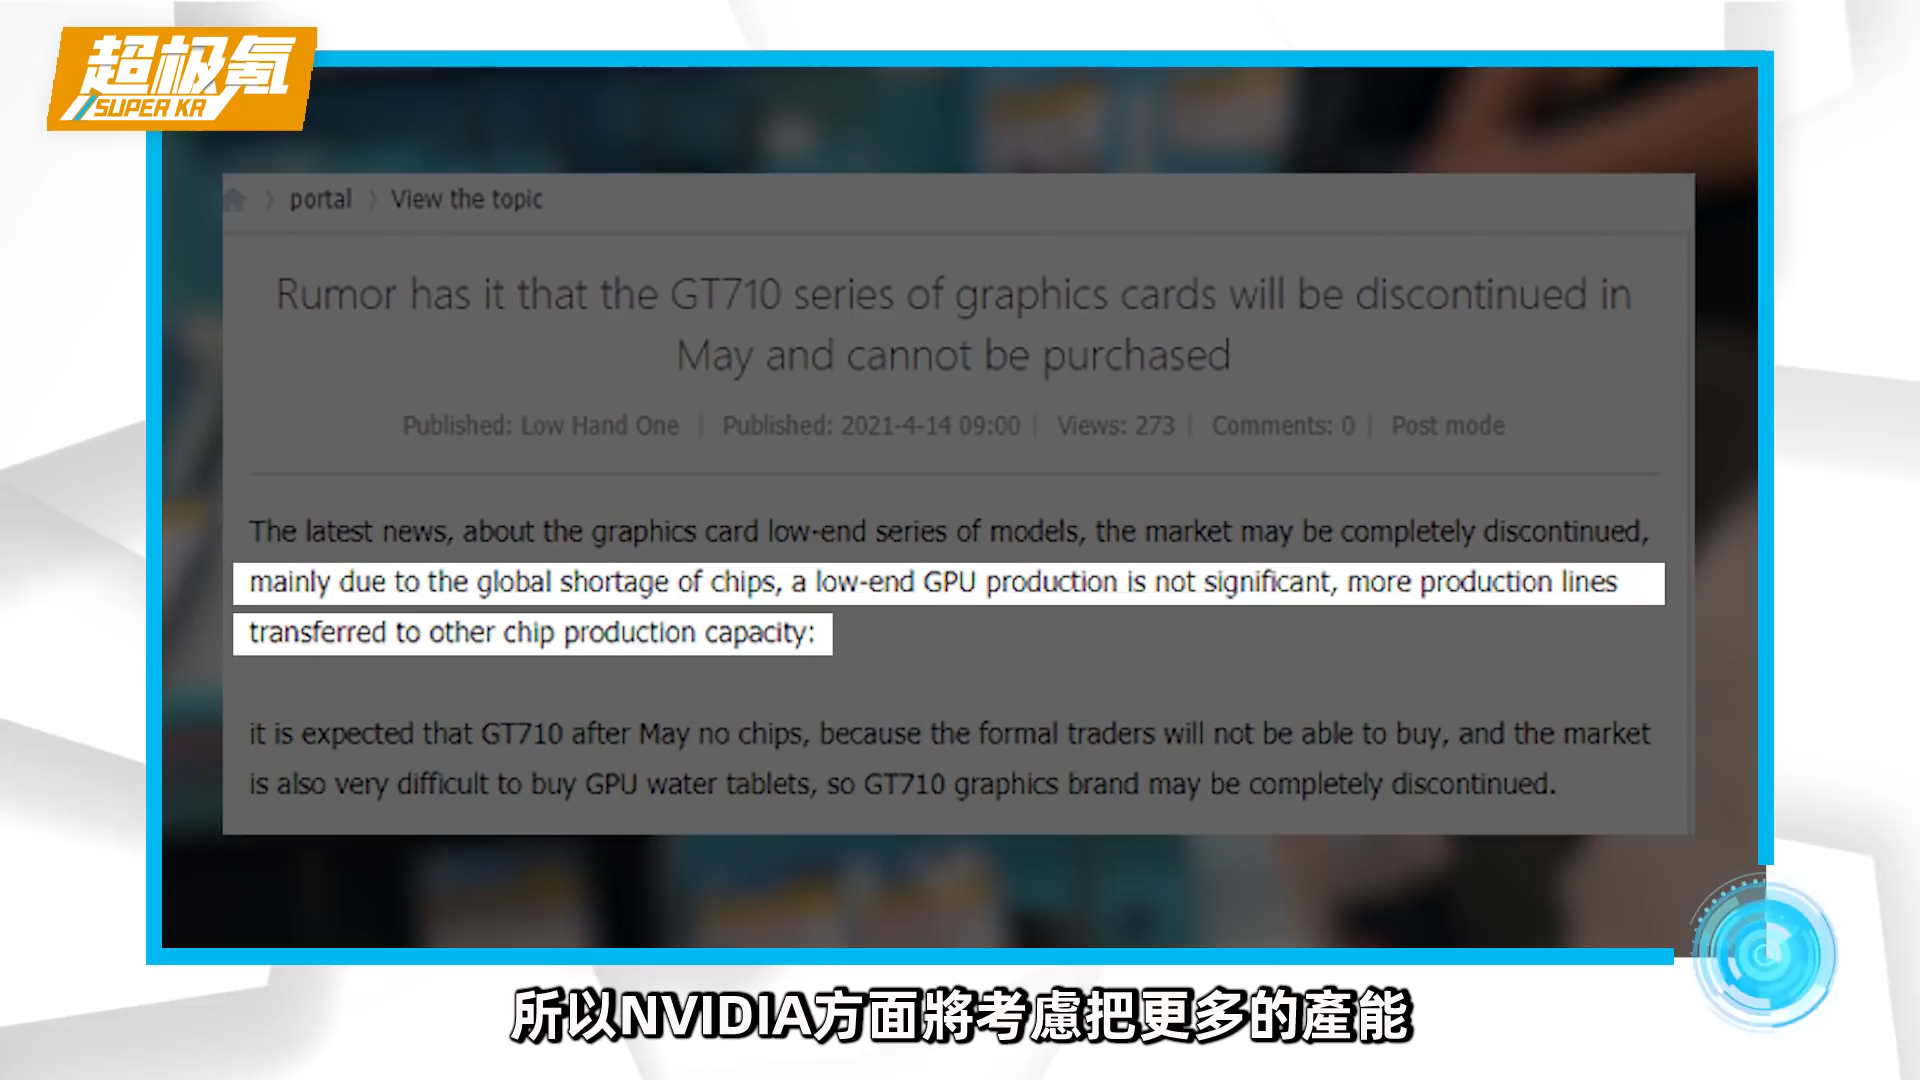 超极氪
SUPER KR
portal
View the topic
Rumor has it that the GT710 series of graphics cards will be discontinued in
May and cannot be purchased
Published: Low Hand One | Published: 2021-4-14 09:00 | Views: 273 | Comments: 0 | Post mode
The latest news, about the graphics card low-end series of models, the market may be completely discontinued,
mainly due to the global shortage of chips, a low-end GPU production is not significant, more production lines
transferred to other chip production capacity:
it is expected that GT710 after May no chips, because the formal traders will not be able to buy, and the market
is also very difficult to buy GPU water tablets, so GT710 graphics brand may be completely discontinued.
所以NVIDIA方面將考慮把更多的產能